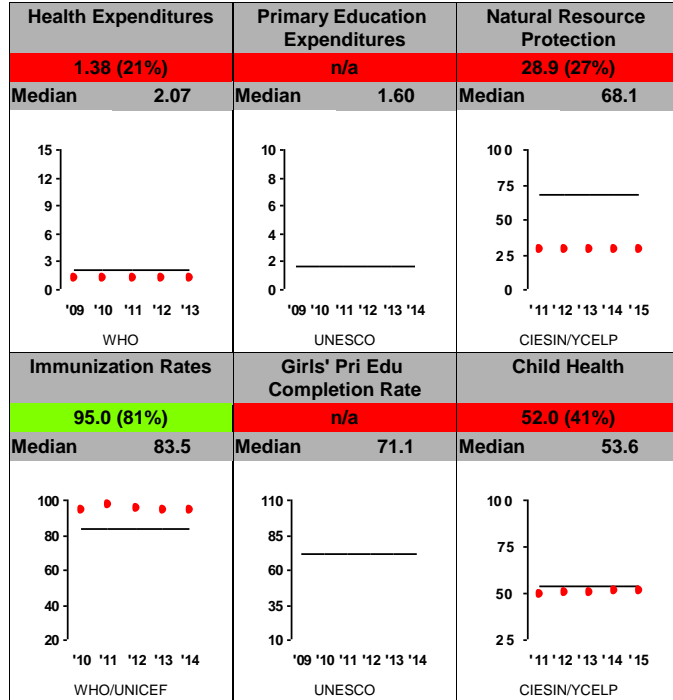 Health Expenditures
1.38 (21%)
Median 2.07
15
12
9
6
3
0
'09 '10 '11 '12 '13
WHO
Primary Education
Expenditures
n/a
Median 1.60
10
8
6
4
2
0
'09 '10 '11 '12 '13 '14
UNESCO
Natural Resource
Protection
28.9 (27%)
Median 68.1
100
75
50
25
0
'11 '12 '13 '14 '15
CIESIN/YCELP
Immunization Rates
95.0 (81%)
Median 83.5
100
80
60
40
20
'10 '11 '12 '13 '14
WHO/UNICEF
Girls' Pri Edu
Completion Rate
n/a
Median 71.1
110
85
60
35
10
'09 '10 '11 '12 '13 '14
UNESCO
Child Health
52.0 (41%)
Median 53.6
100
75
50
25
'11 '12 '13 '14 '15
CIESIN/YCELP